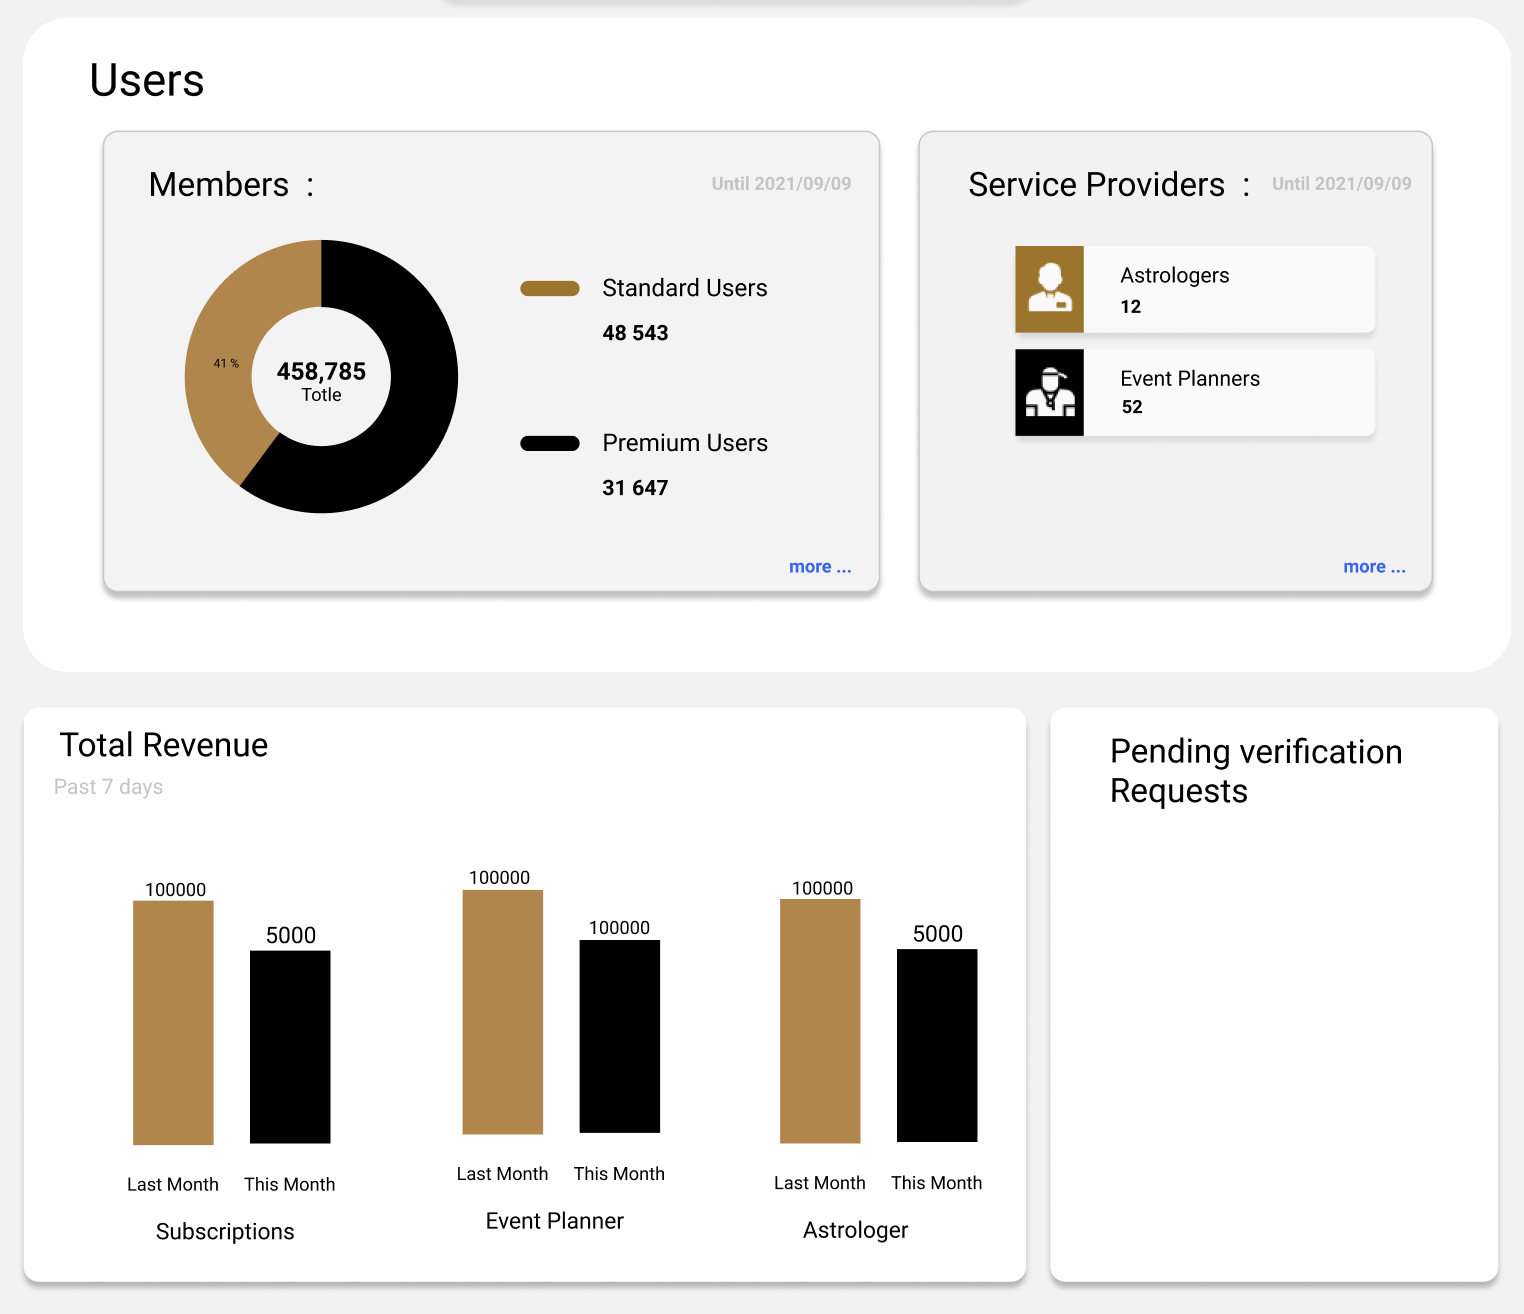 Users
Members :
Until 2021/09/09
41 %
458,785
Totle
Standard Users
48 543
Premium Users
31 647
more ...
Service Providers :
Until 2021/09/09
Astrologers
12
Event Planners
52
more ...
Total Revenue
Past 7 days
100000
5000
Last Month
This Month
Subscriptions
100000
100000
Last Month
This Month
Event Planner
100000
5000
Last Month
This Month
Astrologer
Pending verification
Requests